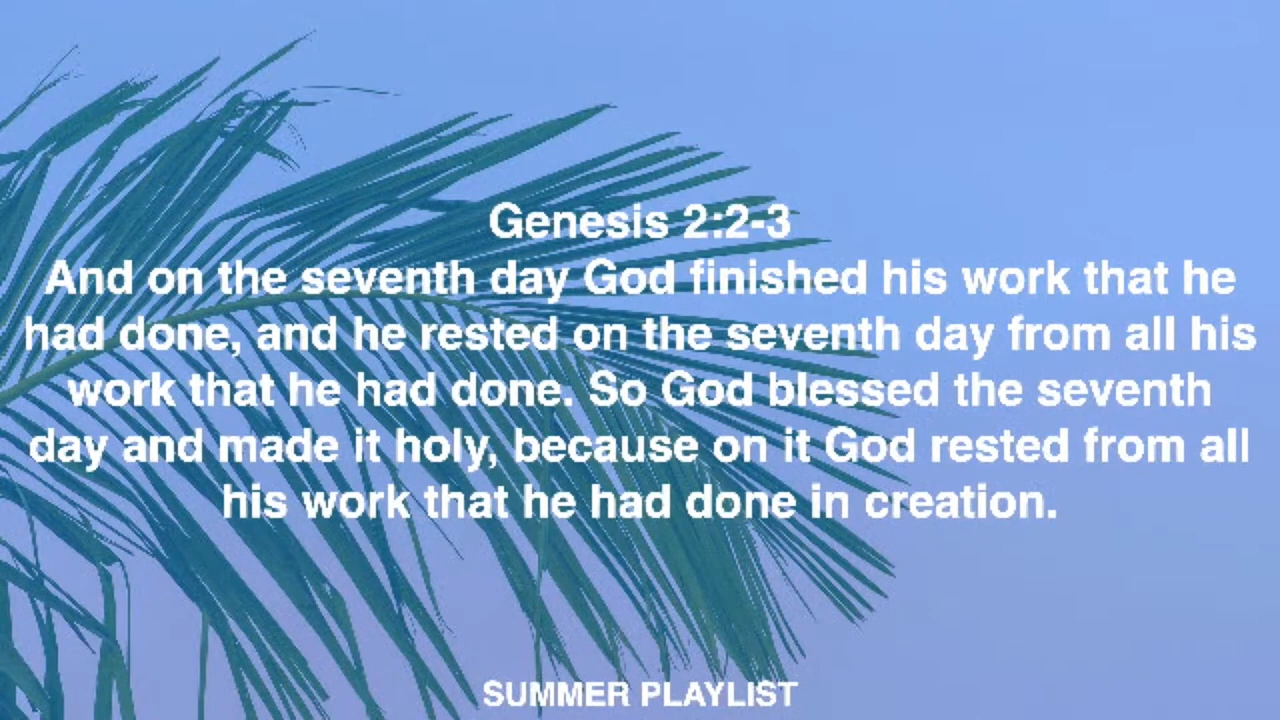 Genesis 2:2-3
And on the seventh day God finished his work that he
had done, and he rested on the seventh day from all his
work that he had done. So God blessed the seventh
day and made it holy, because on it God rested from all
his work that he had done in creation.
SUMMER PLAYLIST